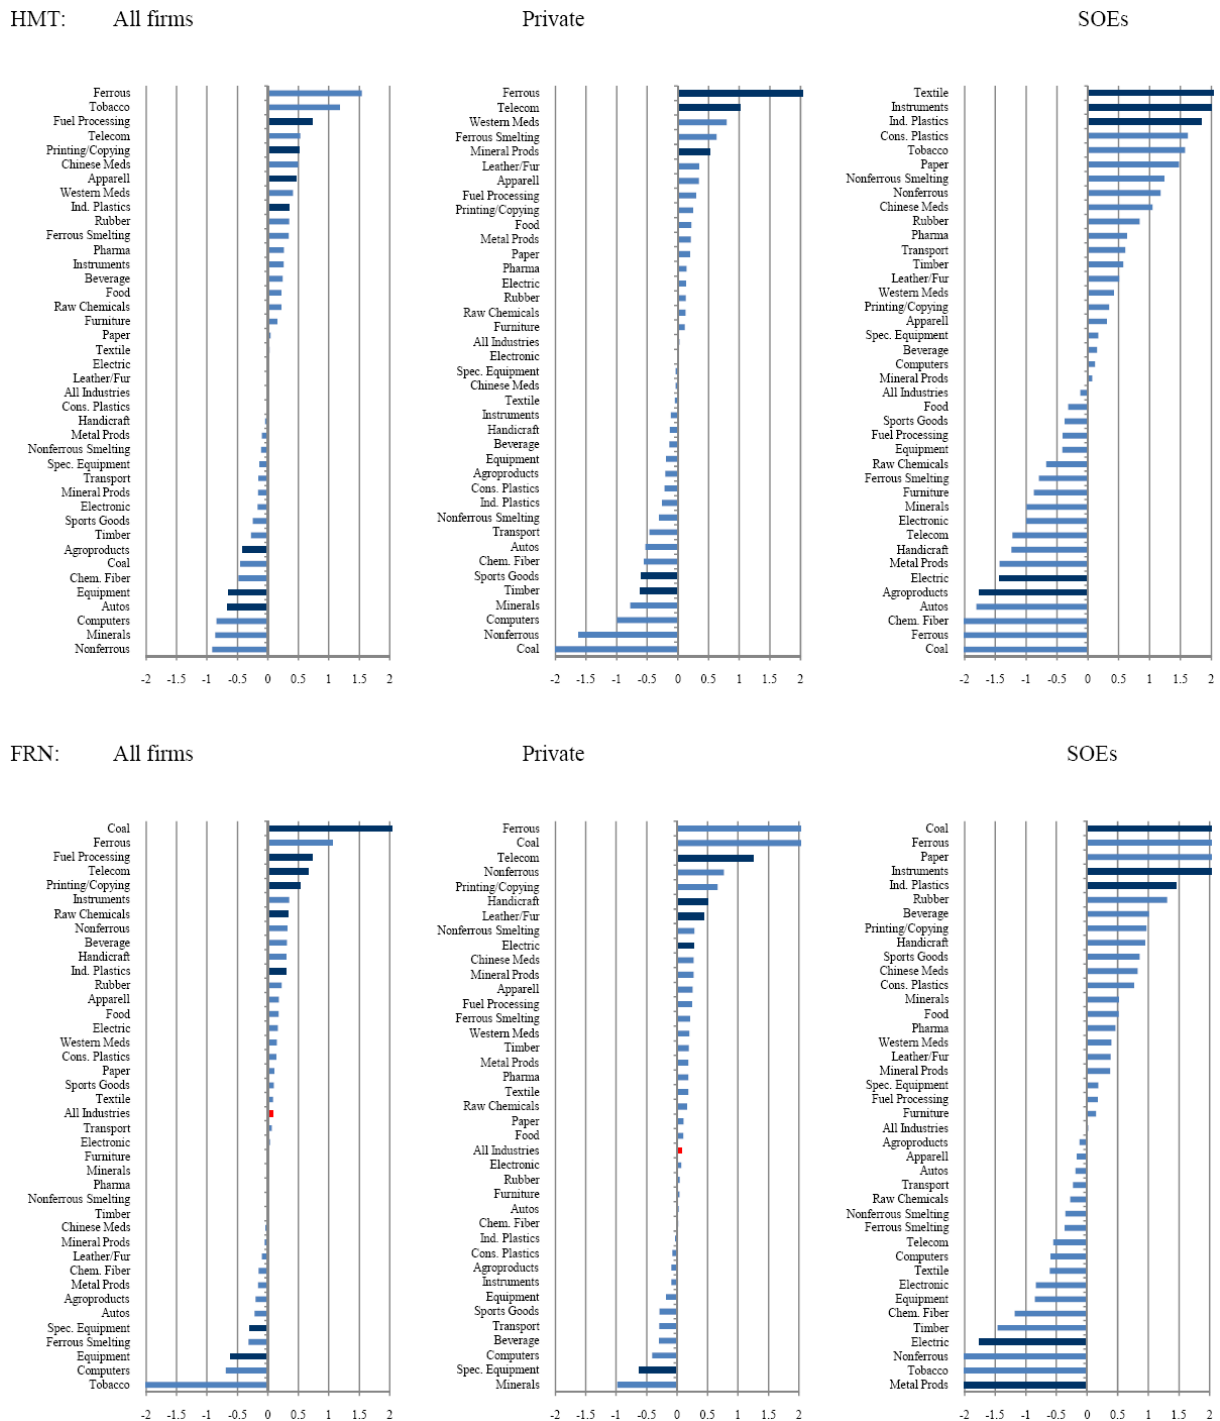 HMT: All firms Private SOEs
Ferrous
Tobacco
Fuel Processing
Telecom
Printing/Copying
Chinese Meds
Apparell
Western Meds
Ind. Plastics
Rubber
Ferrous Smelting
Pharma
Instruments
Beverage
Food
Raw Chemicals
Furniture
Paper
Textile
Electric
Leather/Fur
All Industries
Cons. Plastics
Handicraft
Metal Prods
Nonferrous Smelting
Spec. Equipment
Transport
Mineral Prods
Electronic
Sports Goods
Timber
Agroproducts
Coal
Chem. Fiber
Equipment
Autos
Computers
Minerals
Nonferrous
-2 -1.5 -1 -0.5 0 0.5 1 1.5 2
Ferrous
Telecom
Western Meds
Ferrous Smelting
Mineral Prods
Leather/Fur
Apparell
Fuel Processing
Printing/Copying
Food
Metal Prods
Paper
Pharma
Electric
Rubber
Raw Chemicals
Furniture
All Industries
Electronic
Spec. Equipment
Chinese Meds
Textile
Instruments
Handicraft
Beverage
Equipment
Agroproducts
Cons. Plastics
Ind. Plastics
Nonferrous Smelting
Transport
Autos
Chem. Fiber
Sports Goods
Timber
Minerals
Computers
Nonferrous
Coal
-2 -1.5 -1 -0.5 0 0.5 1 1.5 2
Textile
Instruments
Ind. Plastics
Cons. Plastics
Tobacco
Paper
Nonferrous Smelting
Nonferrous
Chinese Meds
Rubber
Pharma
Transport
Timber
Leather/Fur
Western Meds
Printing/Copying
Apparell
Spec. Equipment
Beverage
Computers
Mineral Prods
All Industries
Food
Sports Goods
Fuel Processing
Equipment
Raw Chemicals
Ferrous Smelting
Furniture
Minerals
Electronic
Telecom
Handicraft
Metal Prods
Electric
Agroproducts
Autos
Chem. Fiber
Ferrous
Coal
-2 -1.5 -1 -0.5 0 0.5 1 1.5 2
FRN: All firms Private SOEs
Coal
Ferrous
Fuel Processing
Telecom
Printing/Copying
Instruments
Raw Chemicals
Nonferrous
Beverage
Handicraft
Ind. Plastics
Rubber
Apparell
Food
Electric
Western Meds
Cons. Plastics
Paper
Sports Goods
Textile
All Industries
Transport
Electronic
Furniture
Minerals
Pharma
Nonferrous Smelting
Timber
Chinese Meds
Mineral Prods
Leather/Fur
Chem. Fiber
Metal Prods
Agroproducts
Autos
Spec. Equipment
Ferrous Smelting
Equipment
Computers
Tobacco
-2 -1.5 -1 -0.5 0 0.5 1 1.5 2
Ferrous
Coal
Telecom
Nonferrous
Printing/Copying
Handicraft
Leather/Fur
Nonferrous Smelting
Electric
Chinese Meds
Mineral Prods
Apparell
Fuel Processing
Ferrous Smelting
Western Meds
Timber
Metal Prods
Pharma
Textile
Raw Chemicals
Paper
Food
All Industries
Electronic
Rubber
Furniture
Autos
Chem. Fiber
Ind. Plastics
Cons. Plastics
Agroproducts
Instruments
Equipment
Sports Goods
Transport
Beverage
Computers
Spec. Equipment
Minerals
-2 -1.5 -1 -0.5 0 0.5 1 1.5 2
Coal
Ferrous
Paper
Instruments
Ind. Plastics
Rubber
Beverage
Printing/Copying
Handicraft
Sports Goods
Chinese Meds
Cons. Plastics
Minerals
Food
Pharma
Western Meds
Leather/Fur
Mineral Prods
Spec. Equipment
Fuel Processing
Furniture
All Industries
Agroproducts
Apparell
Autos
Transport
Raw Chemicals
Nonferrous Smelting
Ferrous Smelting
Telecom
Computers
Textile
Electronic
Equipment
Chem. Fiber
Timber
Electric
Nonferrous
Tobacco
Metal Prods
-2 -1.5 -1 -0.5 0 0.5 1 1.5 2